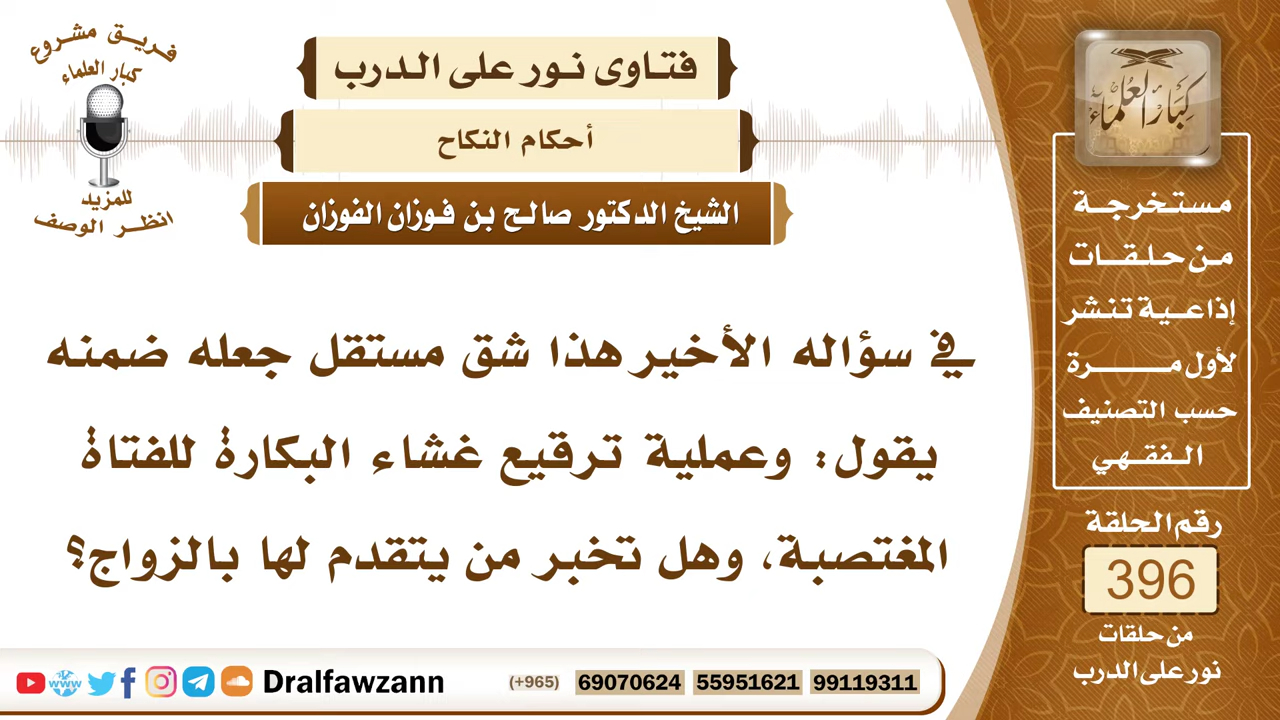 فريق مشروع
كبار العلماء
للمزيد
انظر الوصف
فتاوى نور على الدرب
أحكام النكاح
الشيخ الدكتور صالح بن فوزان الفوزان
في سؤاله الأخير هذا شق مستقل جعله ضمنه
يقول: وعملية ترقيع غشاء البكارة للفتاة
المغتصبة، وهل تخبر من يتقدم لها بالزواج؟
كبار العلماء
مستخرجة
من حلقات
إذاعية تنشر
لأول مرة
حسب التصنيف
الفقهي
رقم الحلقة
396
من حلقات
نور على الدرب
www
Dralfawzann
(+965) 69070624 55951621 99119311